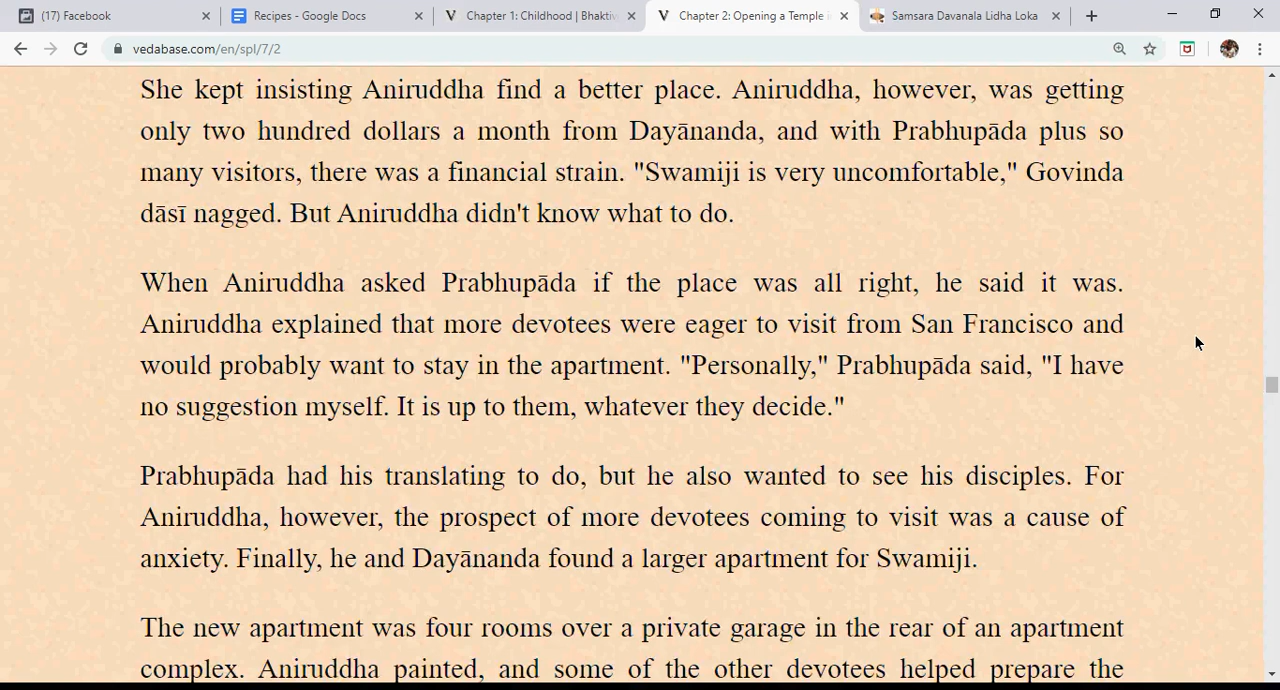 (17) Facebook
Recipes - Google Docs
Chapter 1: Childhood | Bhaktiv
Chapter 2: Opening a Temple i
Samsara Davanala Lidha Loka
vedabase.com/en/spl/7/2
She kept insisting Aniruddha find a better place. Aniruddha, however, was getting
only two hundred dollars a month from Dayānanda, and with Prabhupāda plus so
many visitors, there was a financial strain. "Swamiji is very uncomfortable," Govinda
dāsī nagged. But Aniruddha didn't know what to do.
When Aniruddha asked Prabhupāda if the place was all right, he said it was.
Aniruddha explained that more devotees were eager to visit from San Francisco and
would probably want to stay in the apartment. "Personally," Prabhupāda said, "I have
no suggestion myself. It is up to them, whatever they decide."
Prabhupāda had his translating to do, but he also wanted to see his disciples. For
Aniruddha, however, the prospect of more devotees coming to visit was a cause of
anxiety. Finally, he and Dayānanda found a larger apartment for Swamiji.
The new apartment was four rooms over a private garage in the rear of an apartment
complex. Aniruddha painted, and some of the other devotees helped prepare the